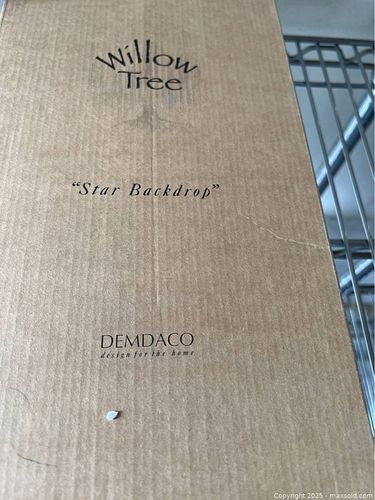 Willow
Tree
“Star Backdrop”
DEMDACO
design for the home
Copyright © 2025 - maxsold.com